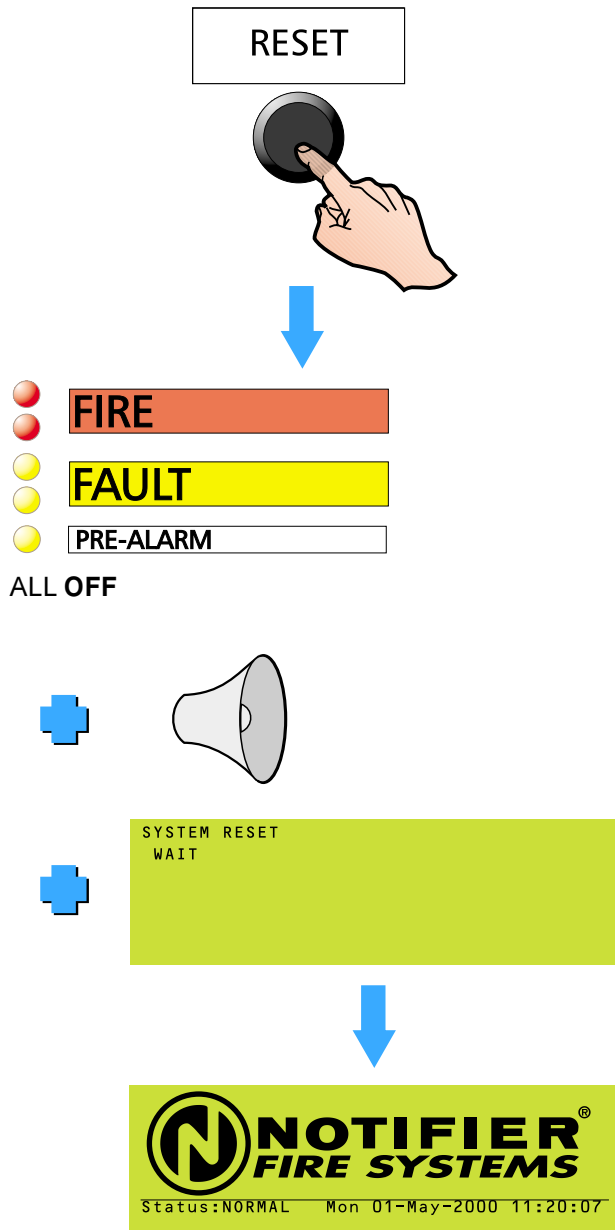 RESET
FIRE
FAULT
PRE-ALARM
ALL OFF
SYSTEM RESET
WAIT
NOTIFIER®
FIRE SYSTEMS
Status:NORMAL Mon 01-May-2000 11:20:07